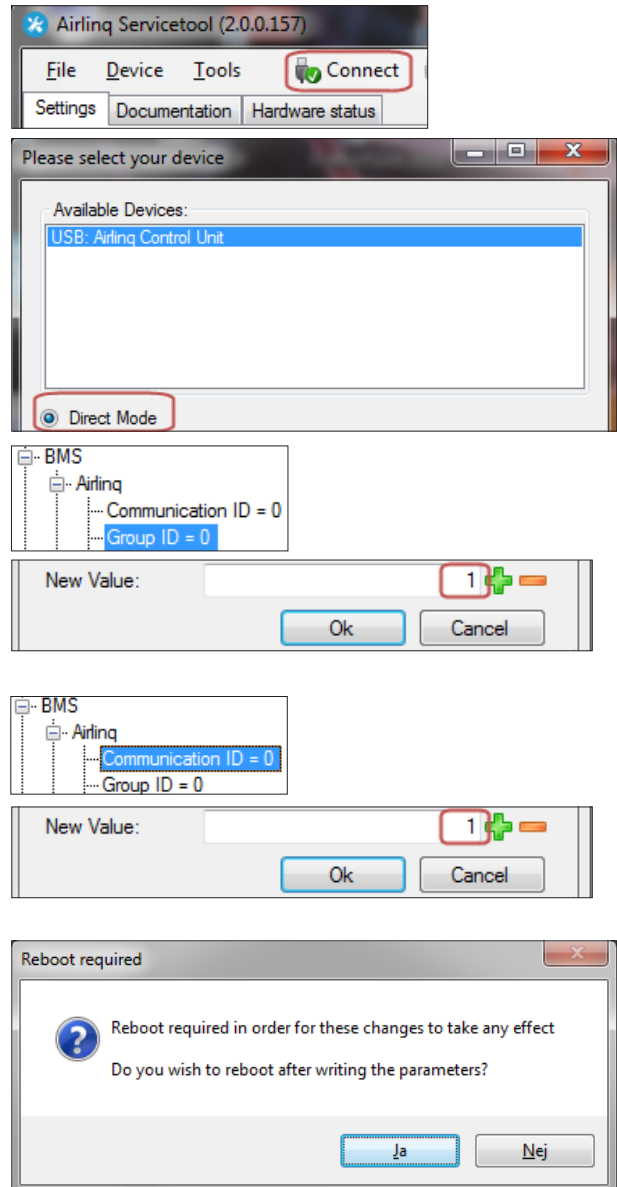 Airlinq Servicetool (2.0.0.157)
File Device Tools Connect
Settings Documentation Hardware status
Please select your device
Available Devices:
USB: Airlinq Control Unit
Direct Mode
BMS
Airlinq
Communication ID = 0
Group ID = 0
New Value: 1
Ok Cancel
BMS
Airlinq
Communication ID = 0
Group ID = 0
New Value: 1
Ok Cancel
Reboot required
Reboot required in order for these changes to take any effect
Do you wish to reboot after writing the parameters?
Ja Nej